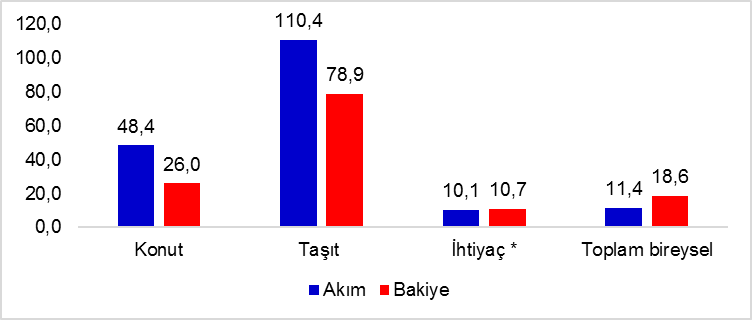 120,0
100,0
80,0
60,0
40,0
20,0
0,0
48,4
26,0
110,4
78,9
10,1
10,7
11,4
18,6
Konut
Taşıt
İhtiyaç *
Toplam bireysel
Akım
Bakiye